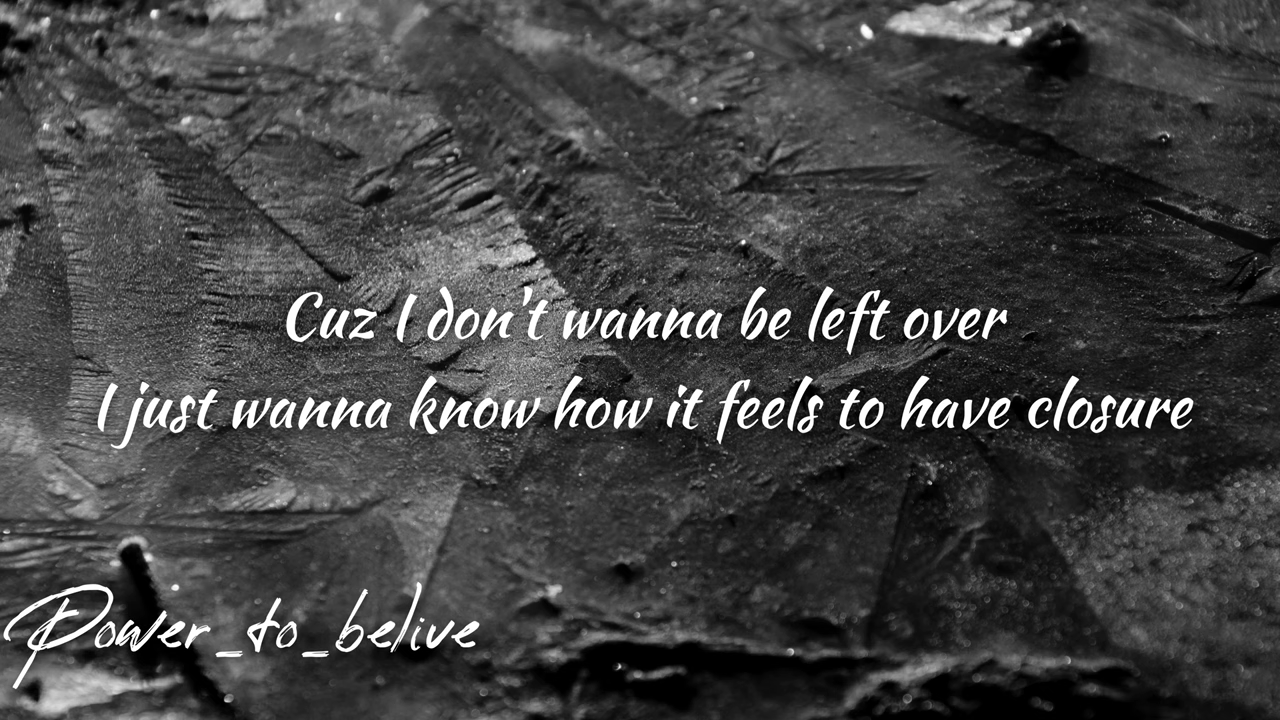 Cuz I don't wanna be left over
I just wanna know how it feels to have closure
Power_to_belive